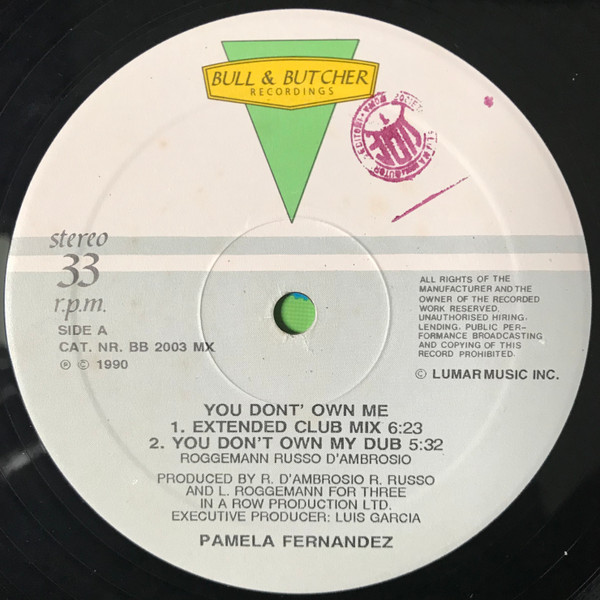 BULL & BUTCHER
RECORDINGS
stereo
33
r.p.m.
SIDE A
CAT. NR. BB 2003 MX
℗ © 1990
ALL RIGHTS OF THE
MANUFACTURER AND THE
OWNER OF THE RECORDED
WORK RESERVED.
UNAUTHORISED HIRING,
LENDING, PUBLIC PER-
FORMANCE BROADCASTING
AND COPYING OF THIS
RECORD PROHIBITED.
© LUMAR MUSIC INC.
YOU DONT' OWN ME
1. EXTENDED CLUB MIX 6:23
2. YOU DON'T OWN MY DUB 5:32
ROGGEMANN RUSSO D'AMBROSIO
PRODUCED BY R. D'AMBROSIO R. RUSSO
AND L. ROGGEMANN FOR THREE
IN A ROW PRODUCTION LTD.
EXECUTIVE PRODUCER: LUIS GARCIA
PAMELA FERNANDEZ